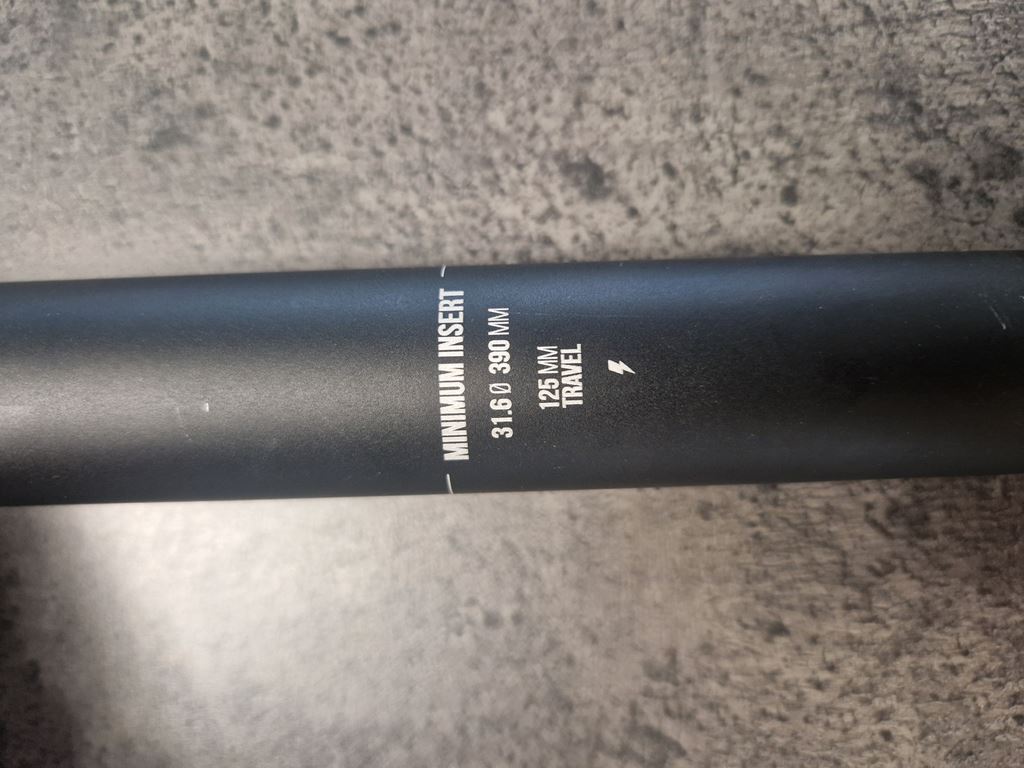 MINIMUM INSERT
31.6 Ø 390 MM
125 MM
TRAVEL